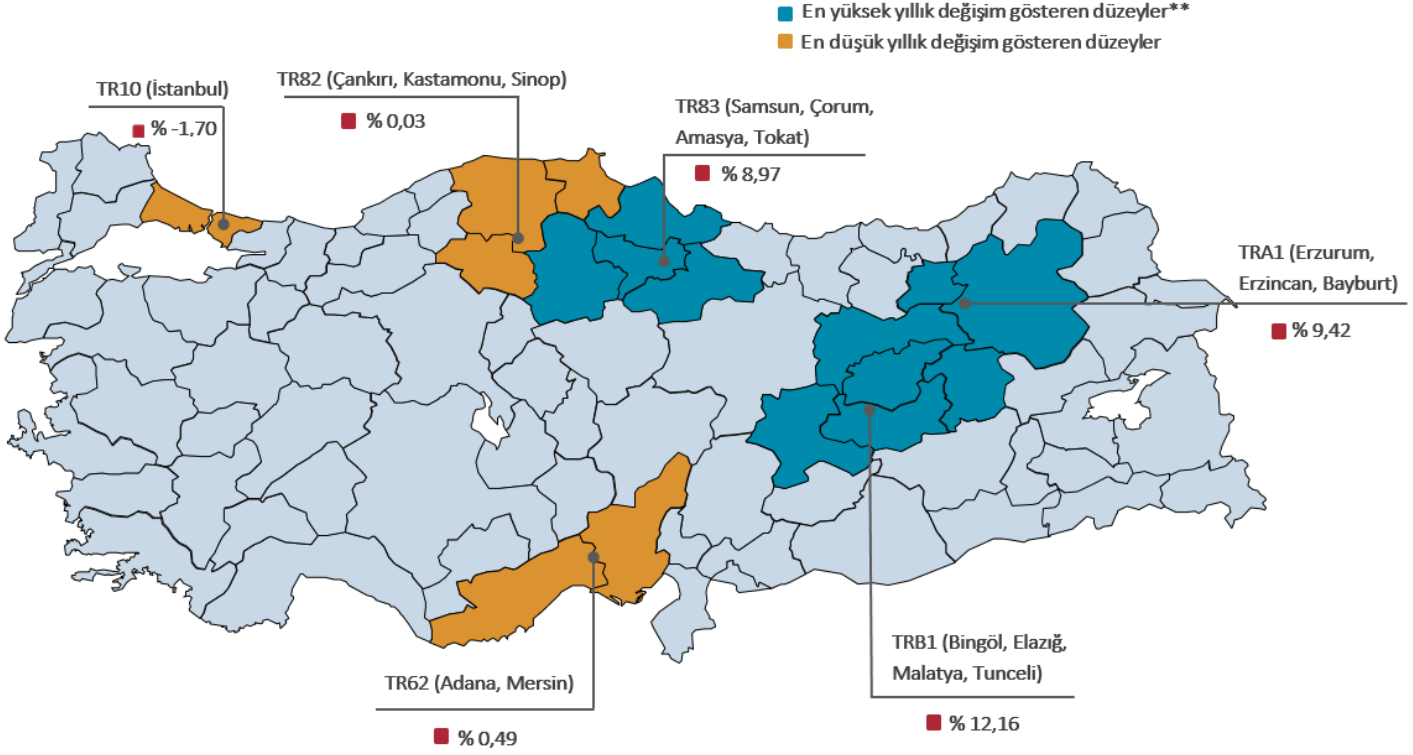 En yüksek yıllık değişim gösteren düzeyler**
En düşük yıllık değişim gösteren düzeyler
TR10 (İstanbul)
% -1,70
TR82 (Çankırı, Kastamonu, Sinop)
% 0,03
TR83 (Samsun, Çorum,
Amasya, Tokat)
% 8,97
TRA1 (Erzurum,
Erzincan, Bayburt)
% 9,42
TRB1 (Bingöl, Elazığ,
Malatya, Tunceli)
% 12,16
TR62 (Adana, Mersin)
% 0,49